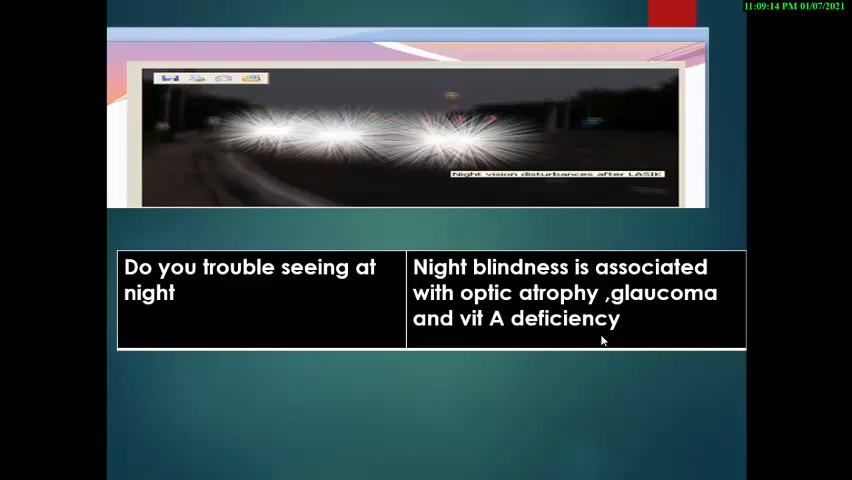 11:09:14 PM 01/07/2021
Night vision disturbances after LASIK
Do you trouble seeing at
night
Night blindness is associated
with optic atrophy ,glaucoma
and vit A deficiency